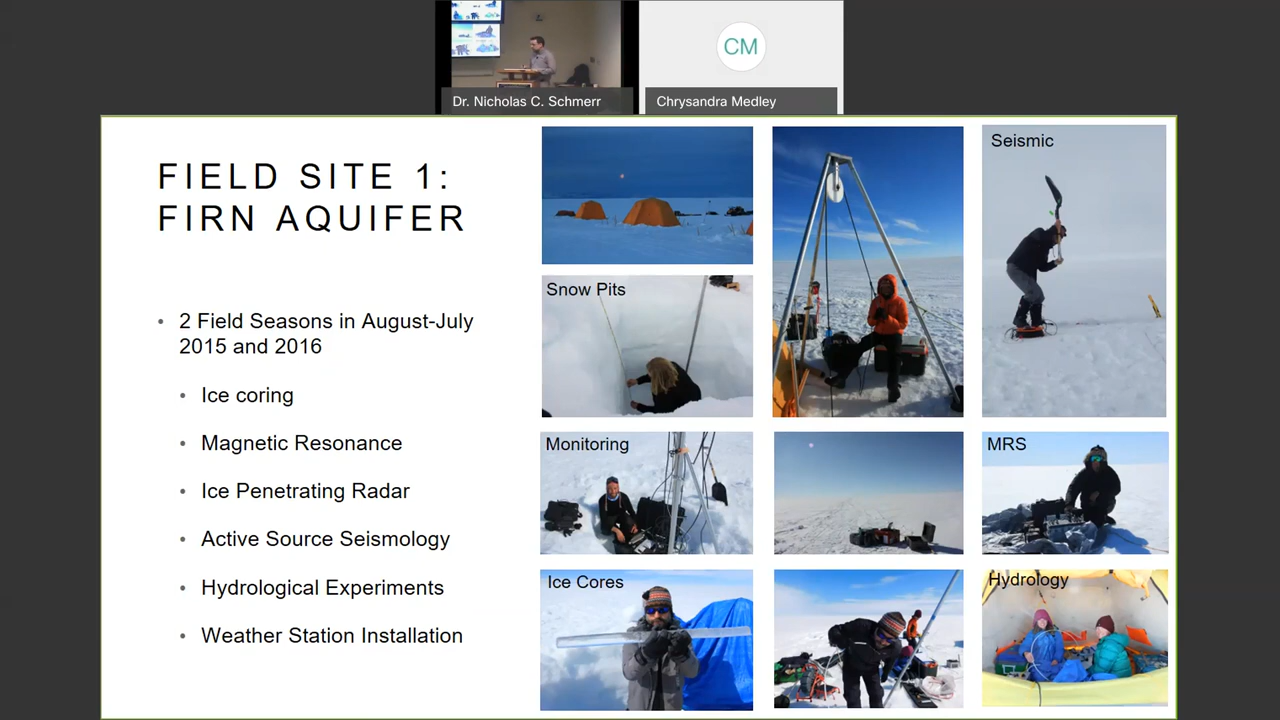 Dr. Nicholas C. Schmerr
CM
Chrysandra Medley
FIELD SITE 1:
FIRN AQUIFER
• 2 Field Seasons in August-July
2015 and 2016
• Ice coring
• Magnetic Resonance
• Ice Penetrating Radar
• Active Source Seismology
• Hydrological Experiments
• Weather Station Installation
Seismic
Snow Pits
Monitoring
MRS
Ice Cores
Hydrology